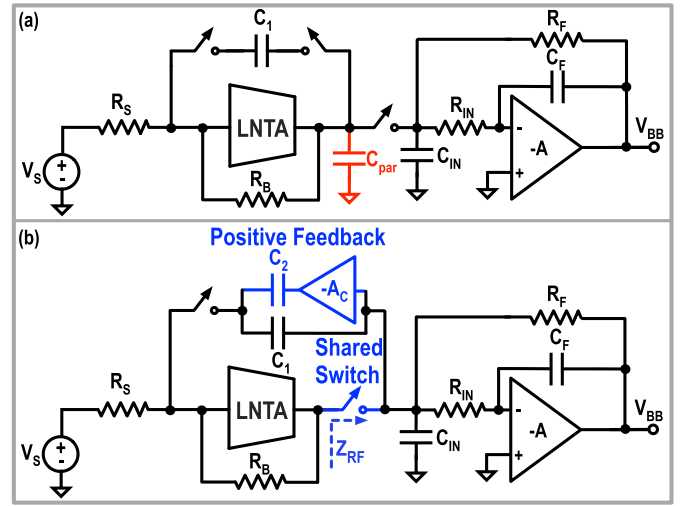 (a)
C1
RF
CF
RS
LNTA
RIN
-
-A
+
VBB
VS
+
-
Cpar
CIN
RB
(b)
Positive Feedback
C2
-AC
C1
Shared
Switch
RF
CF
RS
LNTA
RIN
-
-A
+
VBB
VS
+
-
ZRF
CIN
RB